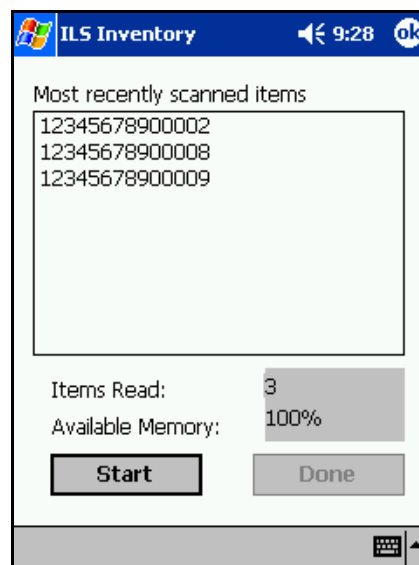 ILS Inventory 9:28 ok
Most recently scanned items
12345678900002
12345678900008
12345678900009
Items Read: 3
Available Memory: 100%
Start Done